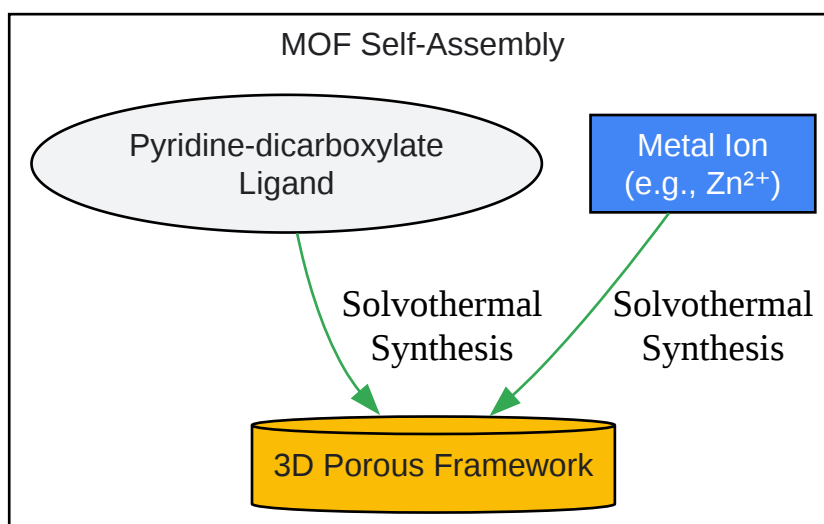 MOF Self-Assembly
Pyridine-dicarboxylate
Ligand
Metal Ion
(e.g., Zn²⁺)
Solvothermal
Synthesis
Solvothermal
Synthesis
3D Porous Framework